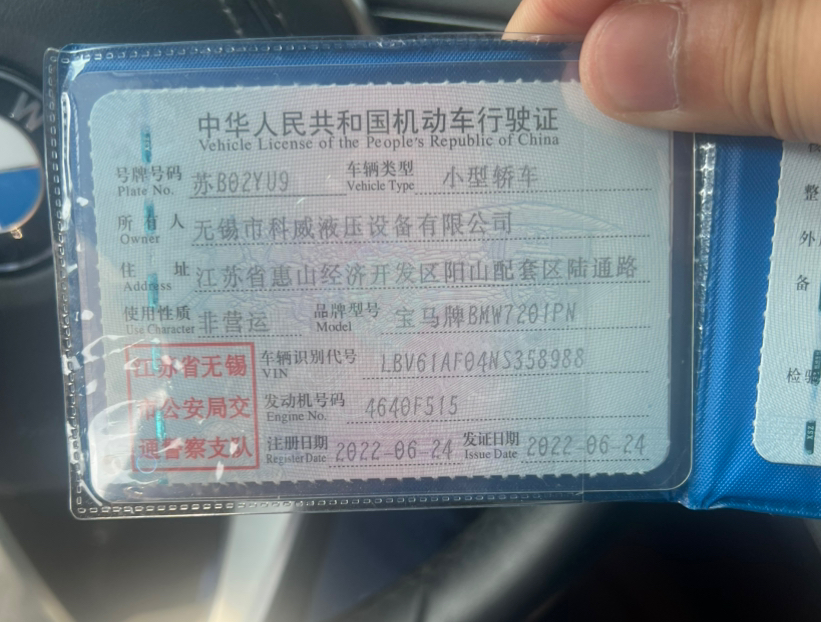 中华人民共和国机动车行驶证
Vehicle License of the People's Republic of China
号牌号码 Plate No. 苏B02YU9 车辆类型 Vehicle Type 小型轿车
所有人 Owner 无锡市科威液压设备有限公司
住址 Address 江苏省惠山经济开发区阳山配套区陆通路
使用性质 Use Character 非营运 品牌型号 Model 宝马牌BMW7201PN
车辆识别代号 VIN LBV61AF04NS358988
发动机号码 Engine No. 4640F515
注册日期 Register Date 2022-06-24 发证日期 Issue Date 2022-06-24
江苏省无锡
市公安局交
通警察支队
W
整
外
备
检验